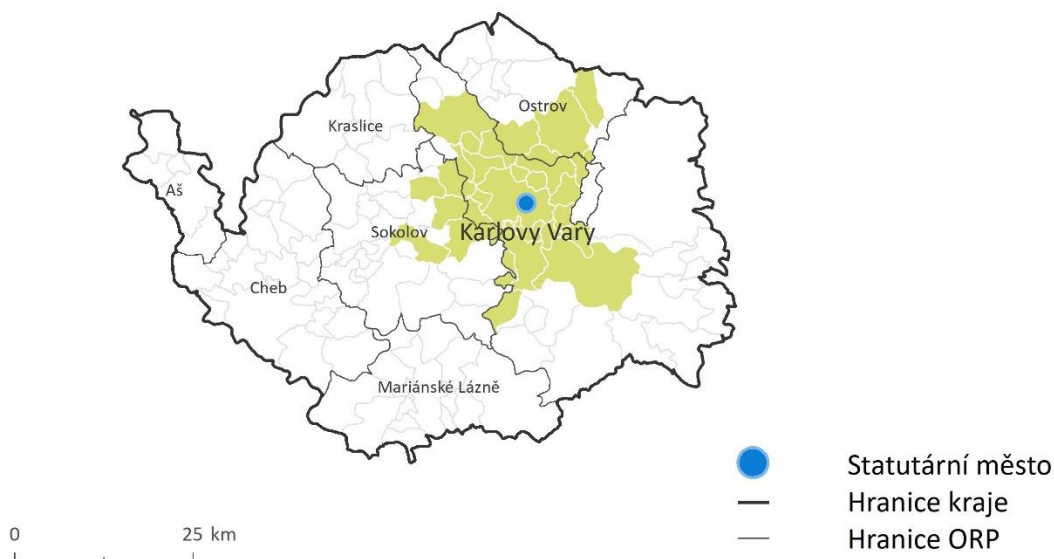 Ostrov
Kraslice
Aš
Sokolov
Karlovy Vary
Cheb
Mariánské Lázně
Statutární město
Hranice kraje
Hranice ORP
0 25 km